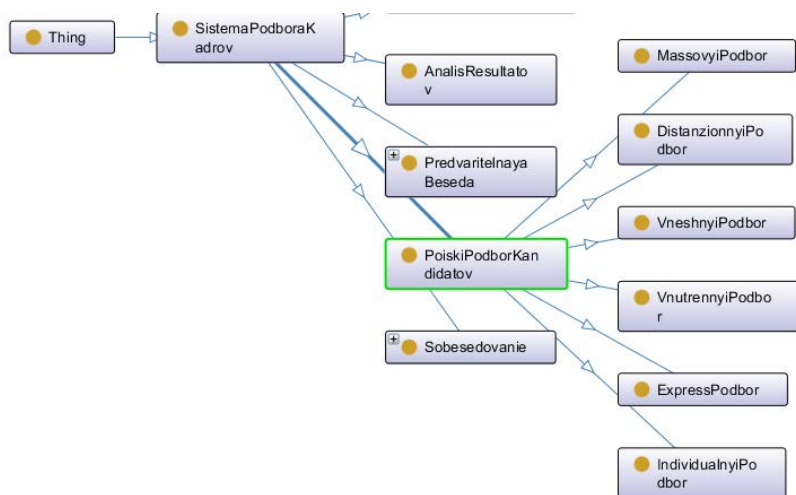 Thing
SistemaPodboraK
adrov
AnalisResultato
v
Predvaritelnaya
Beseda
PoiskiPodborKan
didatov
Sobesedovanie
MassovyiPodbor
DistanzionnyiPo
dbor
VneshnyiPodbor
VnutrennyiPodbo
r
ExpressPodbor
IndividualnyiPo
dbor